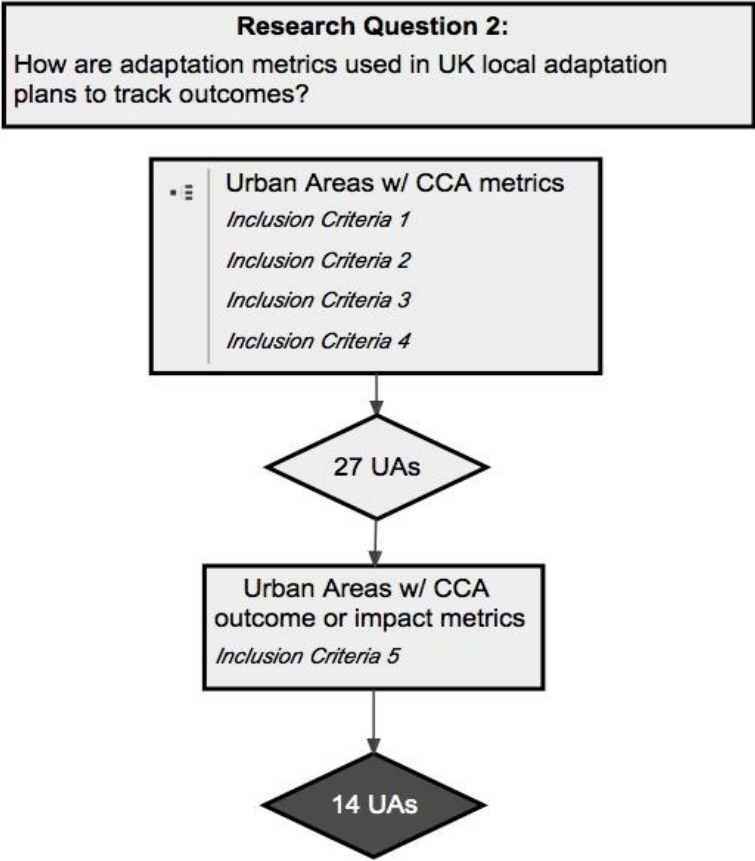 Research Question 2:
How are adaptation metrics used in UK local adaptation
plans to track outcomes?
Urban Areas w/ CCA metrics
Inclusion Criteria 1
Inclusion Criteria 2
Inclusion Criteria 3
Inclusion Criteria 4
27 UAs
Urban Areas w/ CCA
outcome or impact metrics
Inclusion Criteria 5
14 UAs